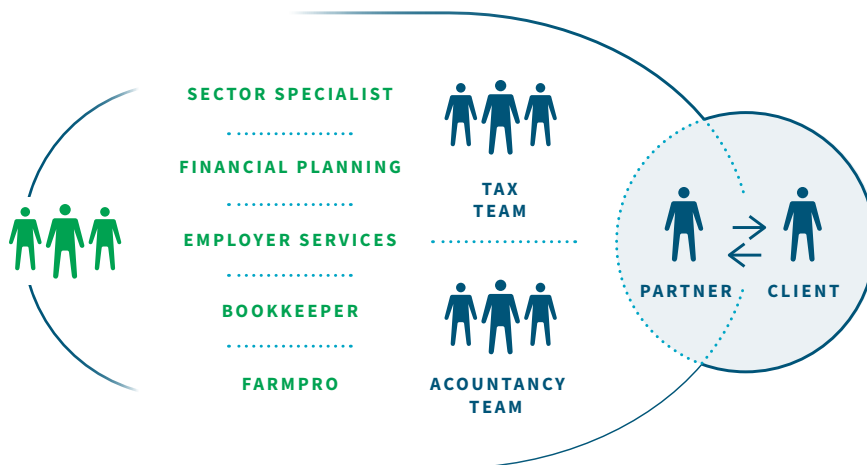 SECTOR SPECIALIST
FINANCIAL PLANNING
EMPLOYER SERVICES
BOOKKEEPER
FARMPRO
TAX
TEAM
ACOUNTANCY
TEAM
PARTNER
CLIENT